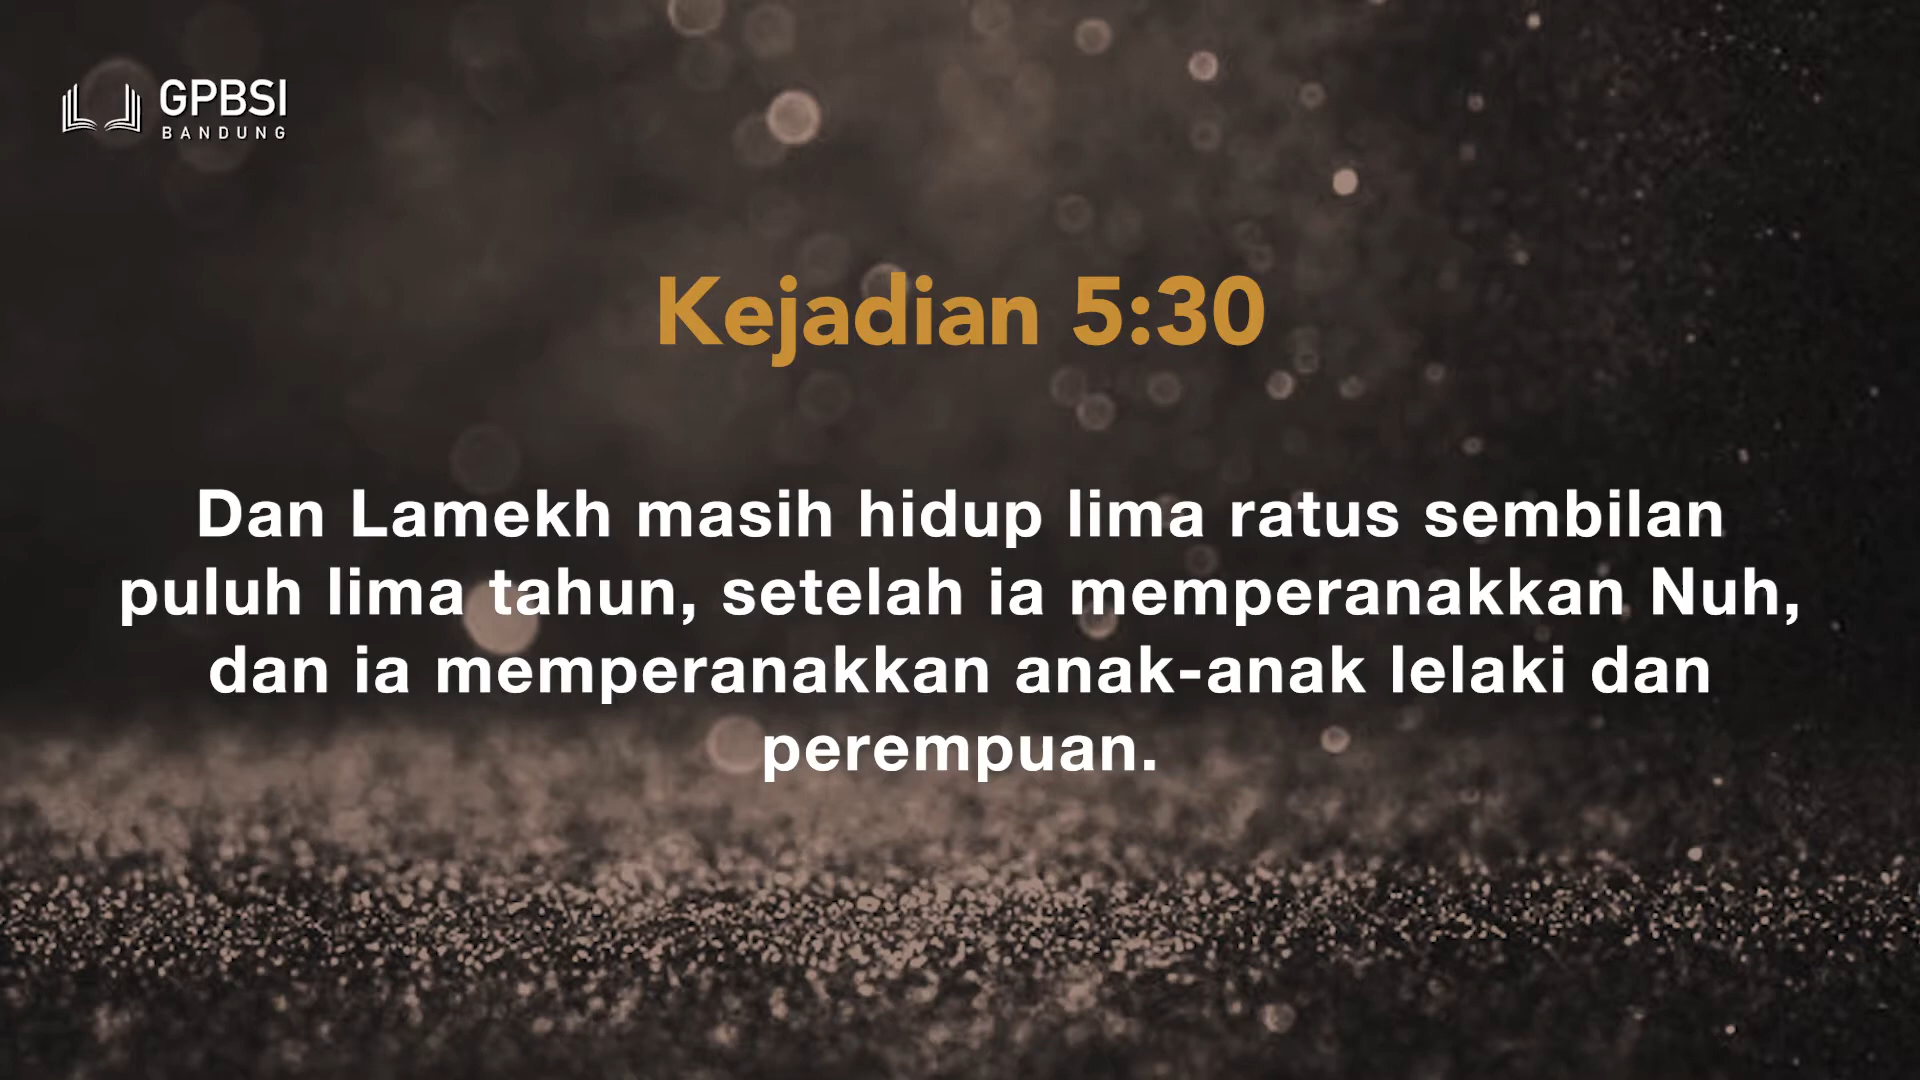 GPBSI
BANDUNG
Kejadian 5:30
Dan Lamekh masih hidup lima ratus sembilan
puluh lima tahun, setelah ia memperanakkan Nuh,
dan ia memperanakkan anak-anak lelaki dan
perempuan.